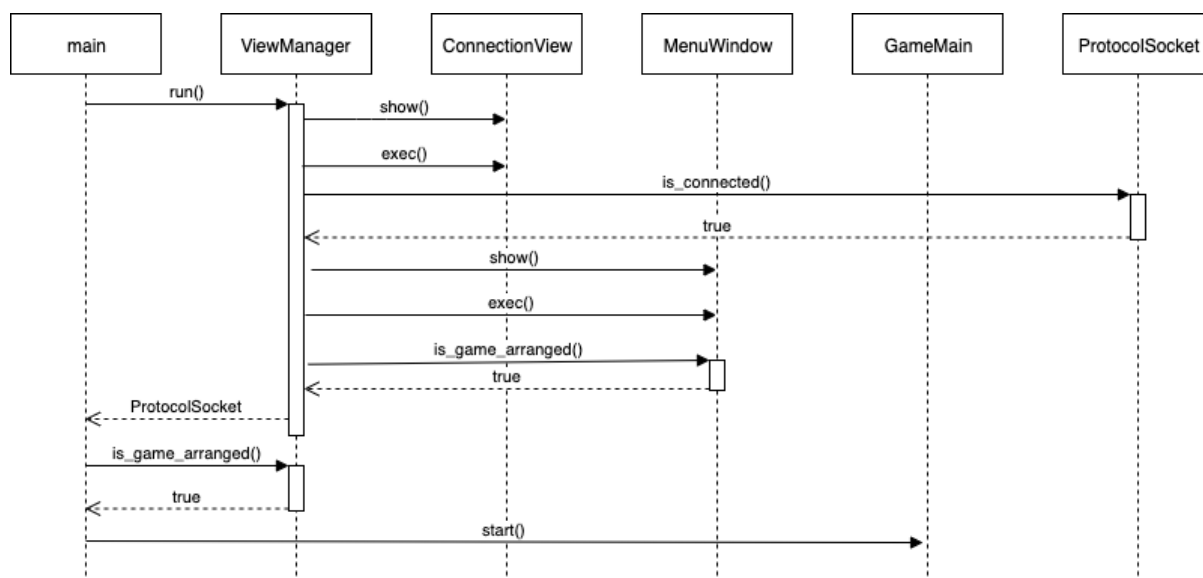 main
ViewManager
ConnectionView
MenuWindow
GameMain
ProtocolSocket
run()
show()
exec()
is_connected()
true
show()
exec()
is_game_arranged()
true
ProtocolSocket
is_game_arranged()
true
start()